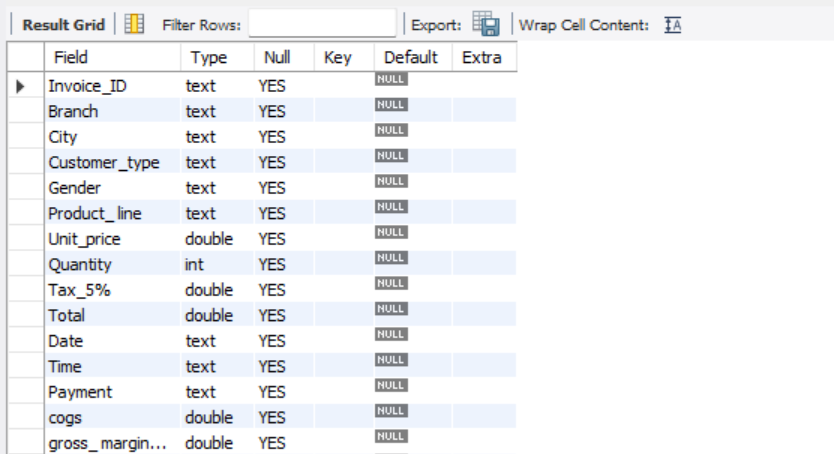 Result Grid Filter Rows: Export: Wrap Cell Content: IA
Field Type Null Key Default Extra
Invoice_ID text YES NULL
Branch text YES NULL
City text YES NULL
Customer_type text YES NULL
Gender text YES NULL
Product_line text YES NULL
Unit_price double YES NULL
Quantity int YES NULL
Tax_5% double YES NULL
Total double YES NULL
Date text YES NULL
Time text YES NULL
Payment text YES NULL
cogs double YES NULL
gross_margin... double YES NULL